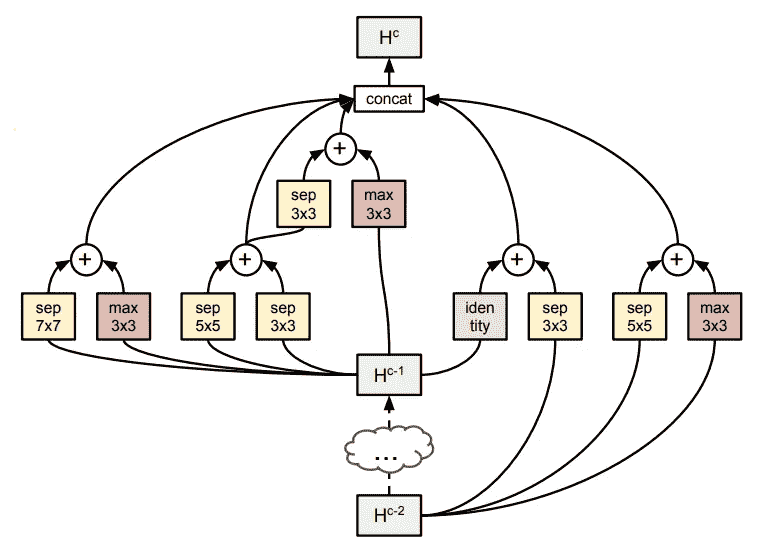 H^c
concat
+
sep
3x3
max
3x3
+
+
+
+
sep
7x7
max
3x3
sep
5x5
sep
3x3
iden
tity
sep
3x3
sep
5x5
max
3x3
H^c-1
...
H^c-2